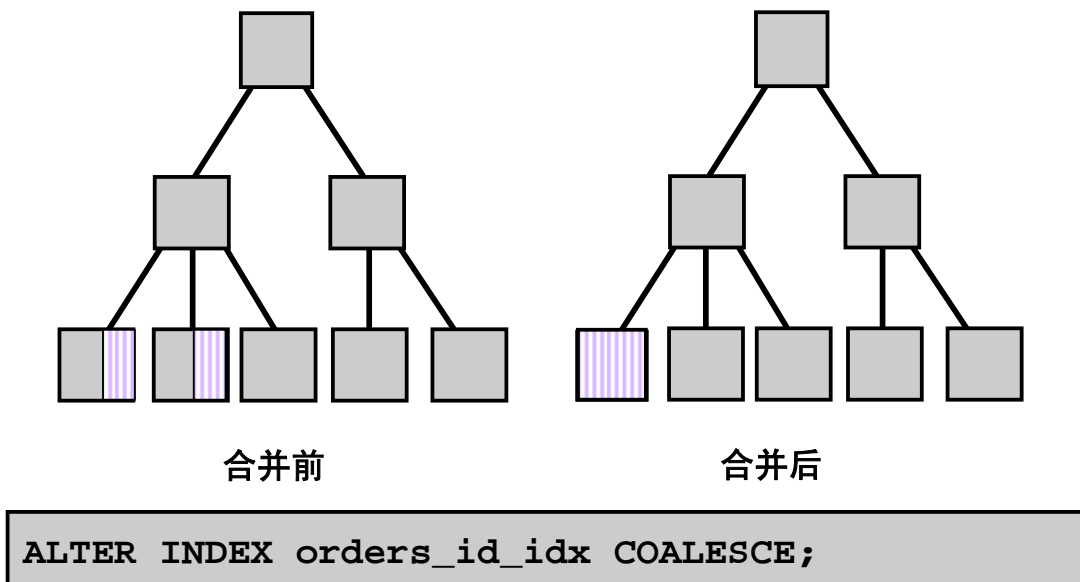 合并前
合并后
ALTER INDEX orders_id_idx COALESCE;